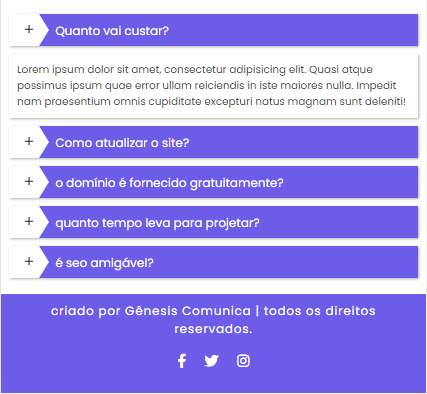 + Quanto vai custar?
Lorem ipsum dolor sit amet, consectetur adipisicing elit. Quasi atque
possimus ipsum quae error ullam reiciendis in iste maiores nulla. Impedit
nam praesentium omnis cupiditate excepturi natus magnam sunt deleniti!
+ Como atualizar o site?
+ o domínio é fornecido gratuitamente?
+ quanto tempo leva para projetar?
+ é seo amigável?
criado por Gênesis Comunica | todos os direitos
reservados.